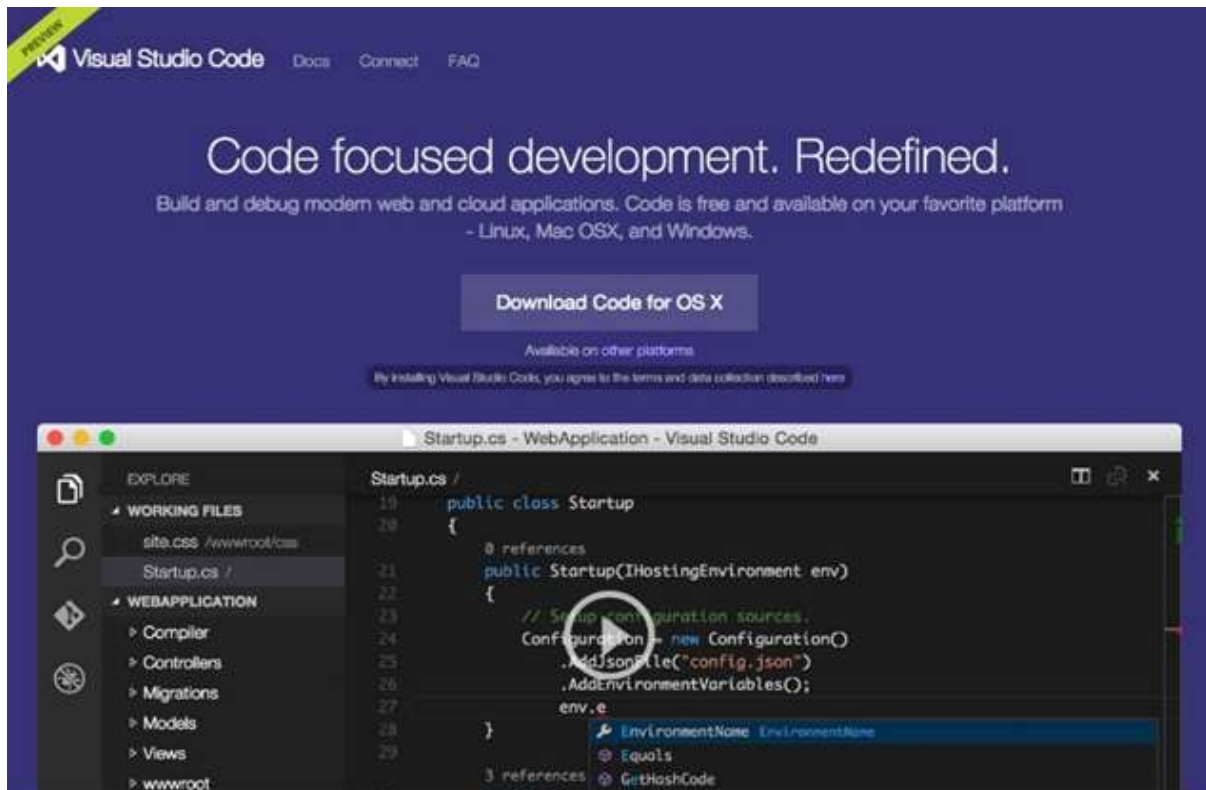 PREVIEW
Visual Studio Code Docs Connect FAQ
Code focused development. Redefined.
Build and debug modern web and cloud applications. Code is free and available on your favorite platform
- Linux, Mac OSX, and Windows.
Download Code for OS X
Available on other platforms
By installing Visual Studio Code, you agree to the terms and data collection described here
Startup.cs - WebApplication - Visual Studio Code
EXPLORE
WORKING FILES
site.css /wwwroot/css
Startup.cs /
WEBAPPLICATION
Compiler
Controllers
Migrations
Models
Views
wwwroot
Startup.cs /
19 public class Startup
20 {
0 references
21 public Startup(IHostingEnvironment env)
22 {
23 // Setup configuration sources.
24 Configuration = new Configuration()
25 .AddJsonFile("config.json")
26 .AddEnvironmentVariables();
27 env.e
28 }
29
3 references
EnvironmentName EnvironmentName
Equals
GetHashCode